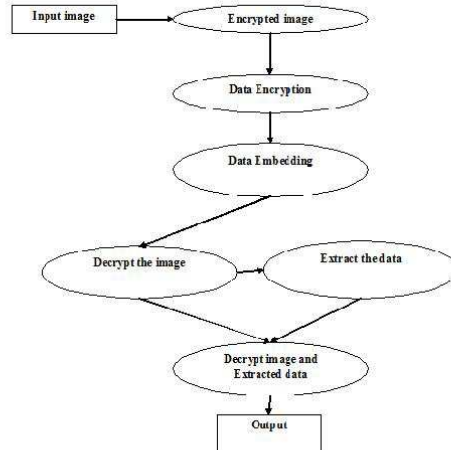 Input image
Encrypted image
Data Encryption
Data Embedding
Decrypt the image
Extract the data
Decrypt image and
Extracted data
Output